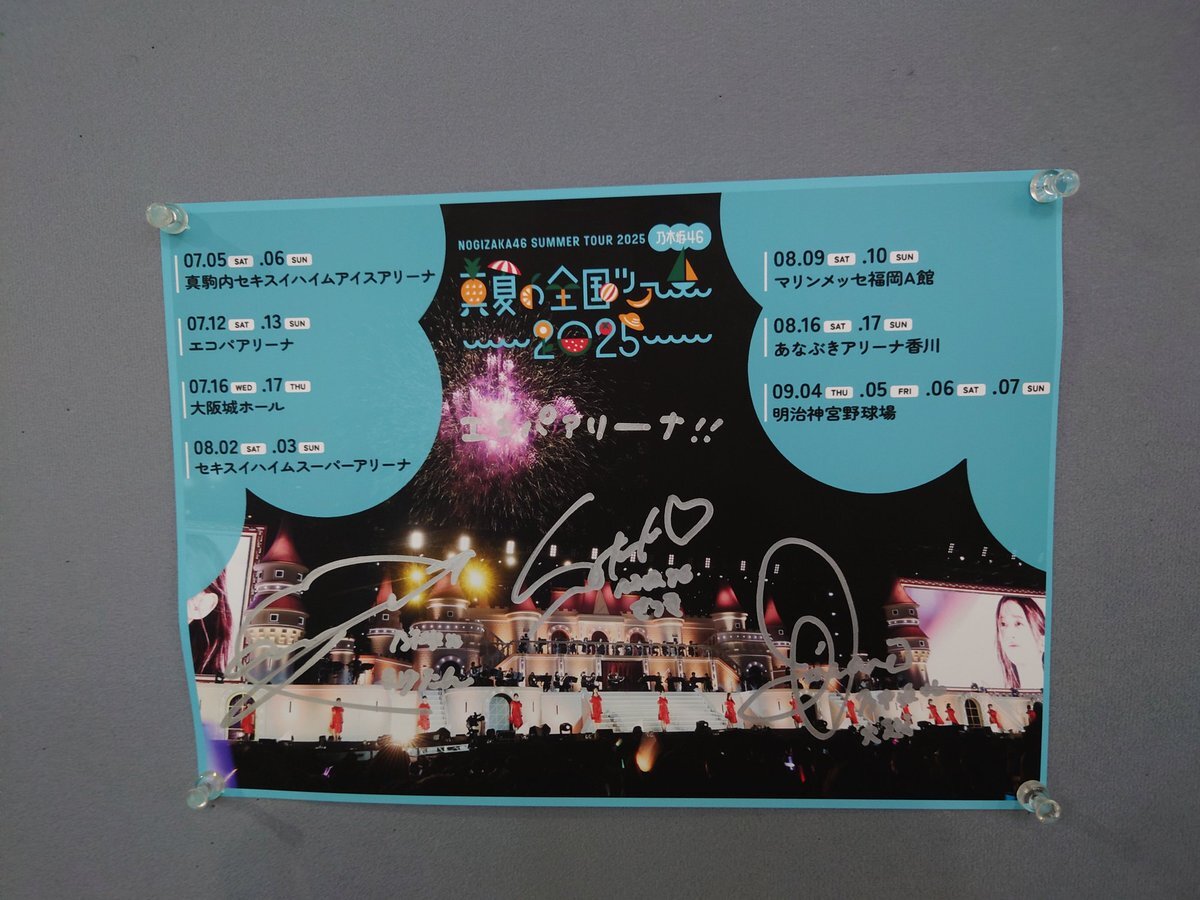 NOGIZAKA46 SUMMER TOUR 2025 乃木坂46
真夏の全国ツアー
2025
07.05 SAT .06 SUN
真駒内セキスイハイムアイスアリーナ
07.12 SAT .13 SUN
エコパアリーナ
07.16 WED .17 THU
大阪城ホール
08.02 SAT .03 SUN
セキスイハイムスーパーアリーナ
08.09 SAT .10 SUN
マリンメッセ福岡A館
08.16 SAT .17 SUN
あなぶきアリーナ香川
09.04 THU .05 FRI .06 SAT .07 SUN
明治神宮野球場
エコパアリーナ!!